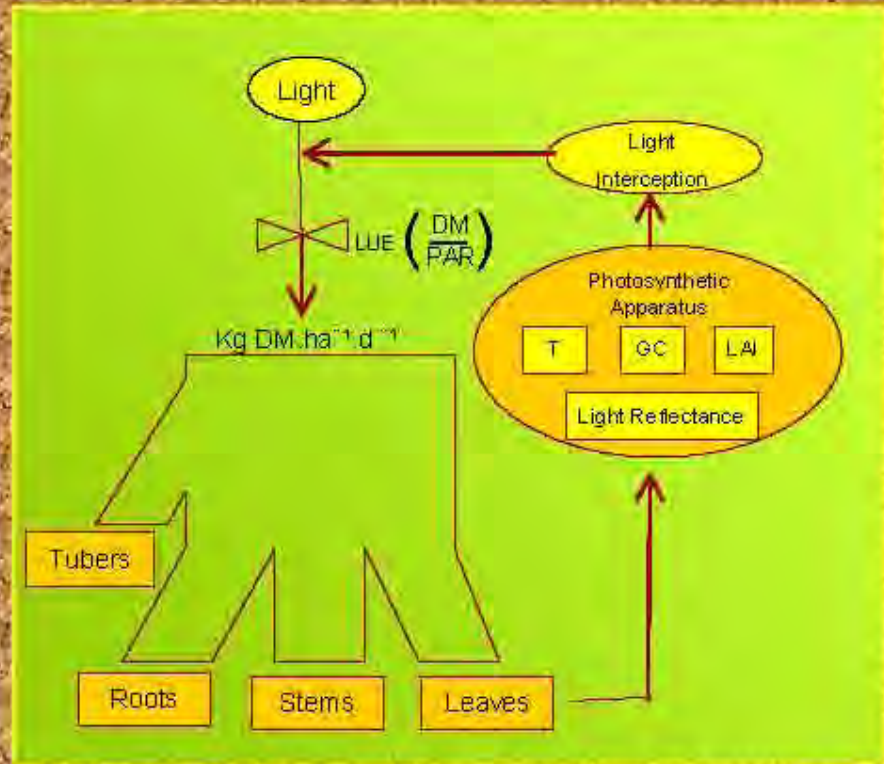 Light
Light
Interception
LUE ( DM / PAR )
Photosynthetic
Apparatus
T GC LAI
Light Reflectance
Kg DM.ha⁻¹.d⁻¹
Tubers
Roots Stems Leaves